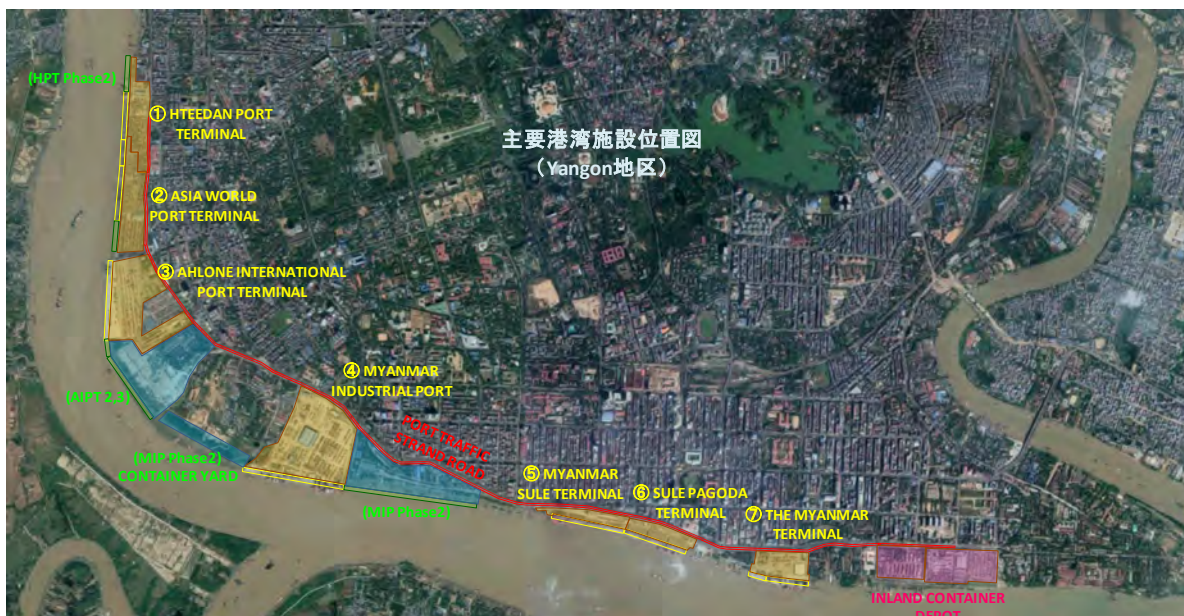 (HPT Phase2)
① HTEEDAN PORT
TERMINAL
主要港湾施設位置図
（Yangon地区）
② ASIA WORLD
PORT TERMINAL
③ AHLONE INTERNATIONAL
PORT TERMINAL
④ MYANMAR
INDUSTRIAL PORT
(AIPT 2,3)
PORT TRAFFIC
STRAND ROAD
(MIP Phase2)
CONTAINER YARD
(MIP Phase2)
⑤ MYANMAR
SULE TERMINAL
⑥ SULE PAGODA
TERMINAL
⑦ THE MYANMAR
TERMINAL
INLAND CONTAINER
DEPOT